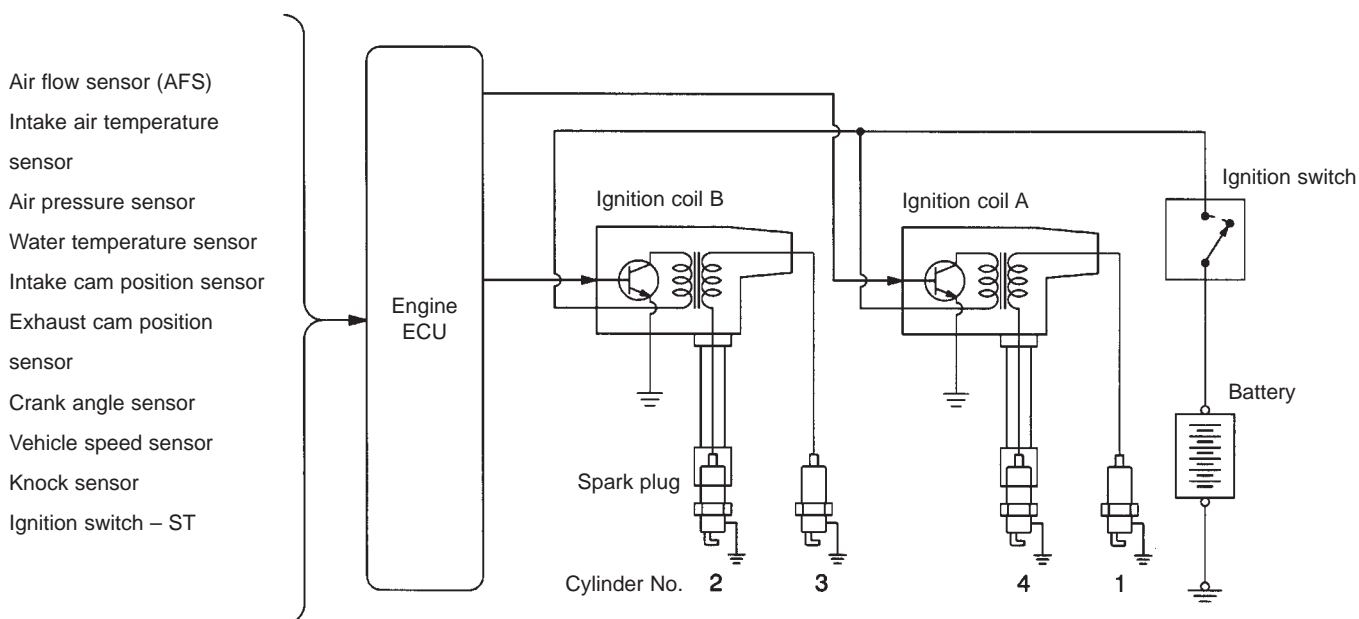 Air flow sensor (AFS)
Intake air temperature
sensor
Air pressure sensor
Water temperature sensor
Intake cam position sensor
Exhaust cam position
sensor
Crank angle sensor
Vehicle speed sensor
Knock sensor
Ignition switch – ST
Engine
ECU
Ignition coil B
Ignition coil A
Ignition switch
Battery
Spark plug
Cylinder No. 2 3 4 1